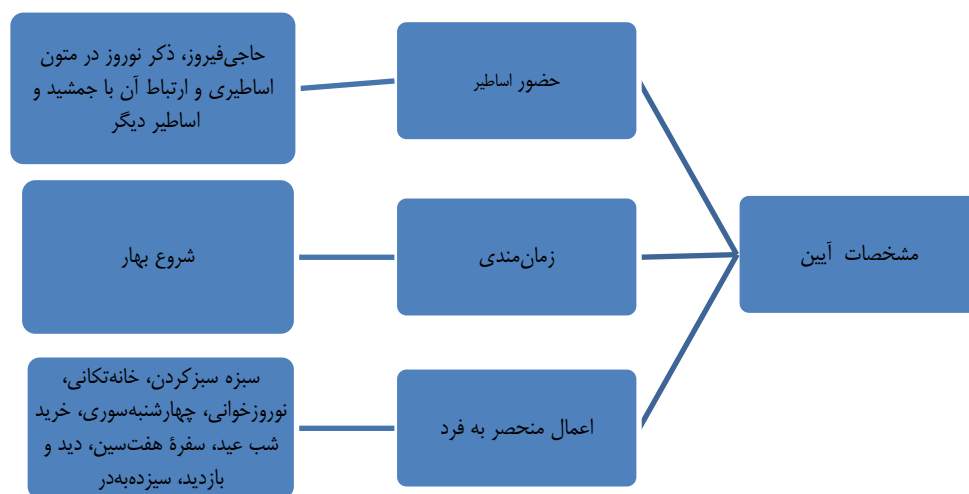 مشخصات آیین
حضور اساطیر
حاجی‌فیروز، ذکر نوروز در متون
اساطیری و ارتباط آن با جمشید و
اساطیر دیگر
زمان‌مندی
شروع بهار
اعمال منحصر به فرد
سبزه سبزکردن، خانه‌تکانی،
نوروزخوانی، چهارشنبه‌سوری، خرید
شب عید، سفرهٔ هفت‌سین، دید و
بازدید، سیزده‌به‌در